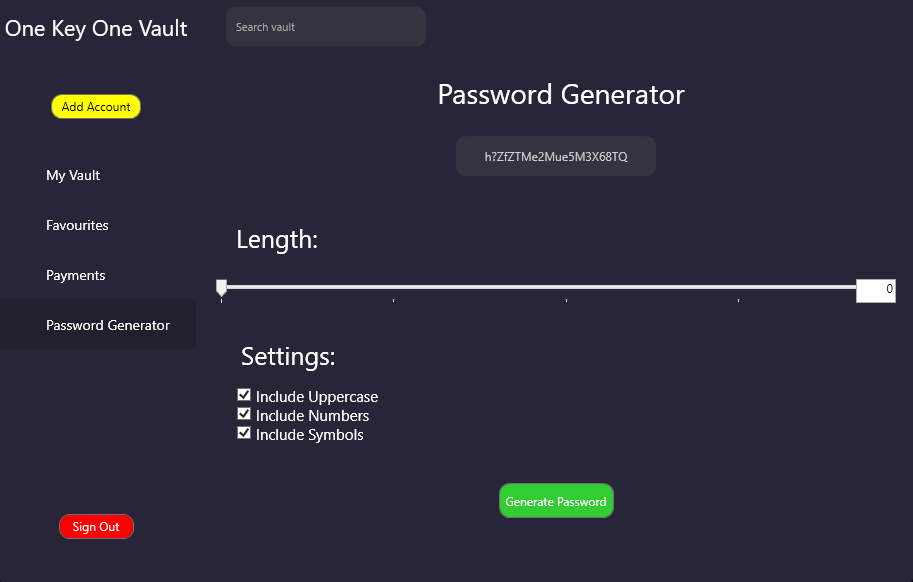 One Key One Vault
Search vault
Add Account
My Vault
Favourites
Payments
Password Generator
Sign Out
Password Generator
h?ZfZTMe2Mue5M3X68TQ
Length:
0
Settings:
Include Uppercase
Include Numbers
Include Symbols
Generate Password